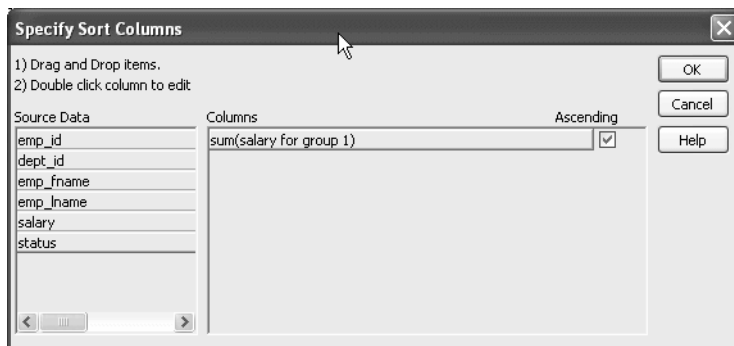 Specify Sort Columns
1) Drag and Drop items.
2) Double click column to edit
OK
Cancel
Help
Source Data
Columns
Ascending
emp_id
dept_id
emp_fname
emp_lname
salary
status
sum(salary for group 1)